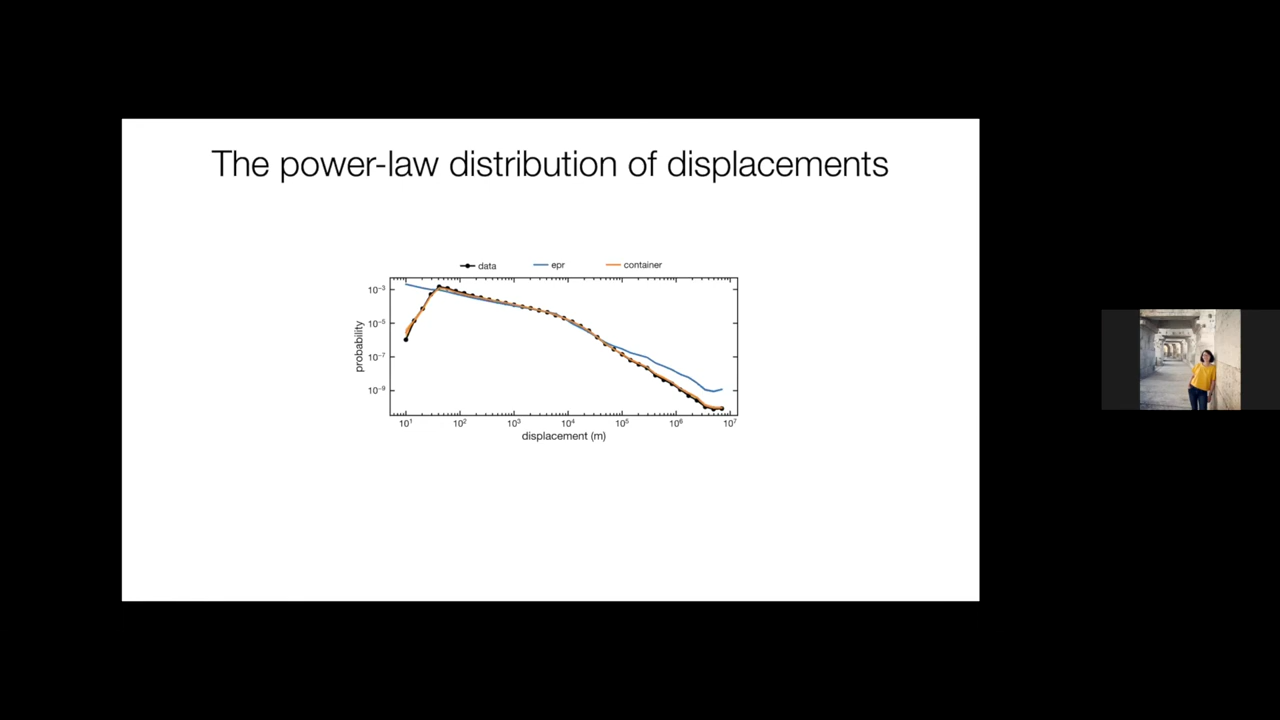 The power-law distribution of displacements
data epr container
probability
10⁻³
10⁻⁵
10⁻⁷
10⁻⁹
10¹ 10² 10³ 10⁴ 10⁵ 10⁶ 10⁷
displacement (m)